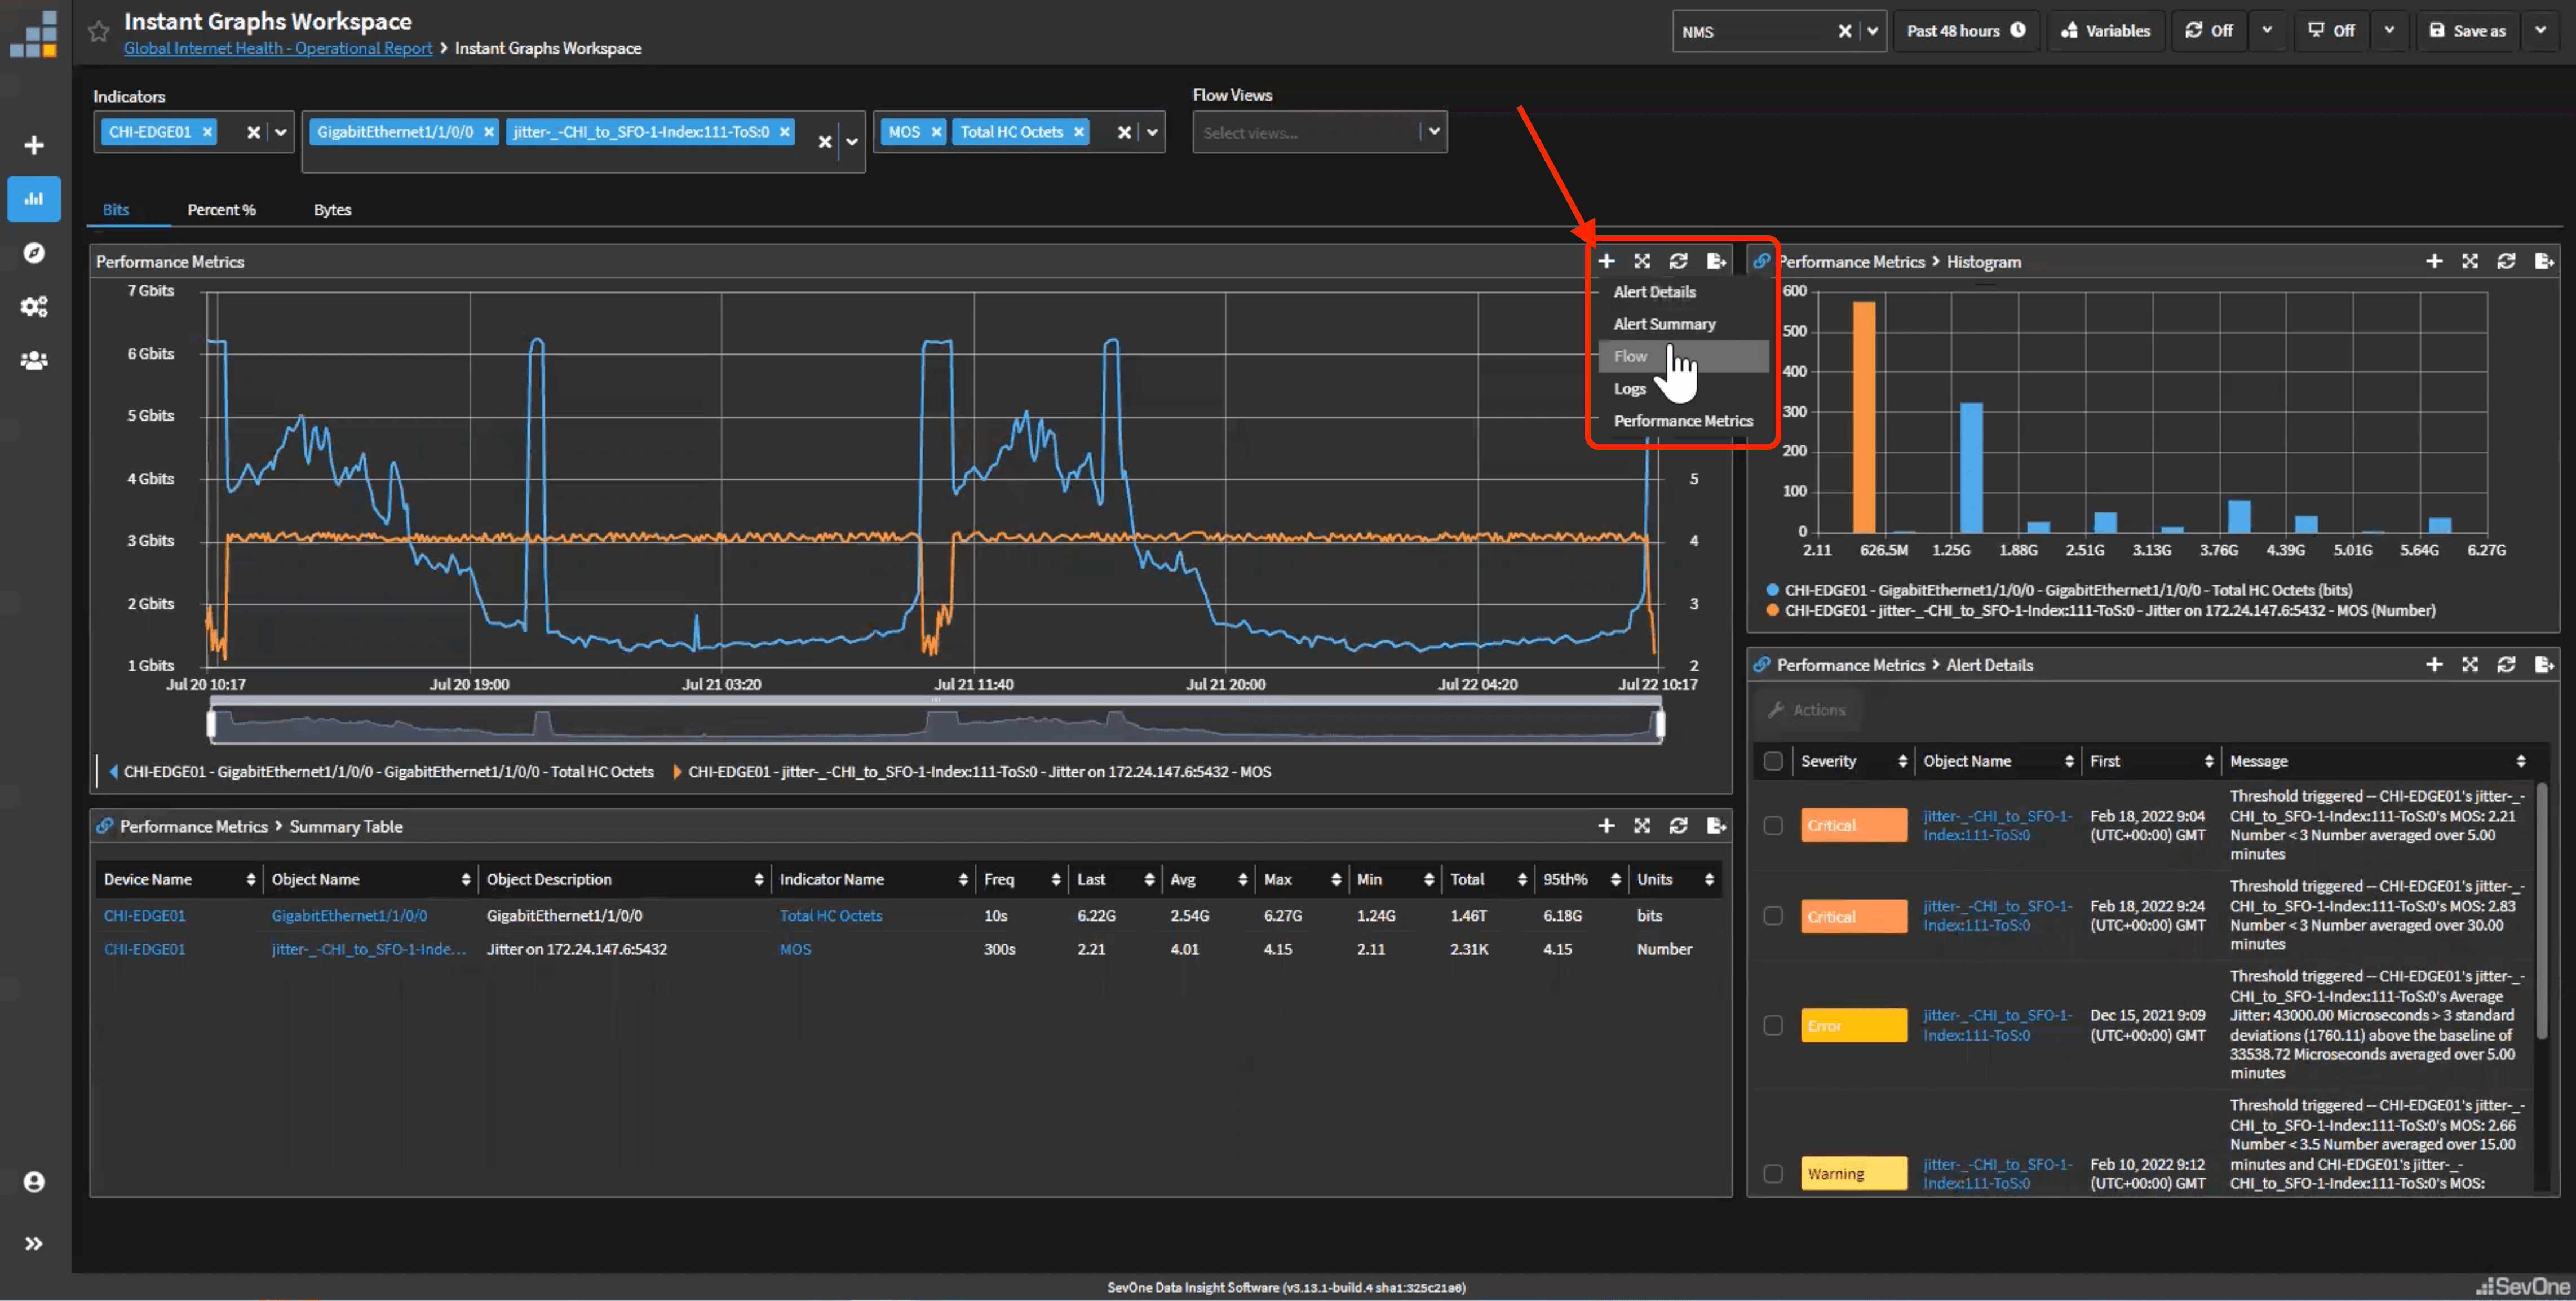 Instant Graphs Workspace
Global Internet Health - Operational Report > Instant Graphs Workspace
NMS
Past 48 hours
Variables
Off
Off
Save as
Indicators
CHI-EDGE01
GigabitEthernet1/1/0/0
jitter-_-CHI_to_SFO-1-Index:111-ToS:0
MOS
Total HC Octets
Flow Views
Select views...
Bits
Percent %
Bytes
Performance Metrics
Alert Details
Alert Summary
Flow
Logs
Performance Metrics
7 Gbits
6 Gbits
5 Gbits
4 Gbits
3 Gbits
2 Gbits
1 Gbits
5
4
3
2
Jul 20 10:17
Jul 20 19:00
Jul 21 03:20
Jul 21 11:40
Jul 21 20:00
Jul 22 04:20
Jul 22 10:17
CHI-EDGE01 - GigabitEthernet1/1/0/0 - GigabitEthernet1/1/0/0 - Total HC Octets
CHI-EDGE01 - jitter-_-CHI_to_SFO-1-Index:111-ToS:0 - Jitter on 172.24.147.6:5432 - MOS
Performance Metrics > Histogram
600
500
400
300
200
100
0
2.11
626.5M
1.25G
1.88G
2.51G
3.13G
3.76G
4.39G
5.01G
5.64G
6.27G
CHI-EDGE01 - GigabitEthernet1/1/0/0 - GigabitEthernet1/1/0/0 - Total HC Octets (bits)
CHI-EDGE01 - jitter-_-CHI_to_SFO-1-Index:111-ToS:0 - Jitter on 172.24.147.6:5432 - MOS (Number)
Performance Metrics > Summary Table
Device Name Object Name Object Description Indicator Name Freq Last Avg Max Min Total 95th% Units
CHI-EDGE01 GigabitEthernet1/1/0/0 GigabitEthernet1/1/0/0 Total HC Octets 10s 6.22G 2.54G 6.27G 1.24G 1.46T 6.18G bits
CHI-EDGE01 jitter-_-CHI_to_SFO-1-Inde... Jitter on 172.24.147.6:5432 MOS 300s 2.21 4.01 4.15 2.11 2.31K 4.15 Number
Performance Metrics > Alert Details
Actions
Severity Object Name First Message
Critical
jitter-_-CHI_to_SFO-1-
Index:111-ToS:0
Feb 18, 2022 9:04
(UTC+00:00) GMT
Threshold triggered -- CHI-EDGE01's jitter-_-
CHI_to_SFO-1-Index:111-ToS:0's MOS: 2.21
Number < 3 Number averaged over 5.00
minutes
Critical
jitter-_-CHI_to_SFO-1-
Index:111-ToS:0
Feb 18, 2022 9:24
(UTC+00:00) GMT
Threshold triggered -- CHI-EDGE01's jitter-_-
CHI_to_SFO-1-Index:111-ToS:0's MOS: 2.83
Number < 3 Number averaged over 30.00
minutes
Error
jitter-_-CHI_to_SFO-1-
Index:111-ToS:0
Dec 15, 2021 9:09
(UTC+00:00) GMT
Threshold triggered -- CHI-EDGE01's jitter-_-
CHI_to_SFO-1-Index:111-ToS:0's Average
Jitter: 43000.00 Microseconds > 3 standard
deviations (1760.11) above the baseline of
33538.72 Microseconds averaged over 5.00
minutes
Warning
jitter-_-CHI_to_SFO-1-
Index:111-ToS:0
Feb 10, 2022 9:12
(UTC+00:00) GMT
Threshold triggered -- CHI-EDGE01's jitter-_-
CHI_to_SFO-1-Index:111-ToS:0's MOS: 2.66
Number < 3.5 Number averaged over 15.00
minutes and CHI-EDGE01's jitter-_-
CHI_to_SFO-1-Index:111-ToS:0's MOS:
SevOne Data Insight Software (v3.13.1-build.4 sha1:325c21a6)
SevOne